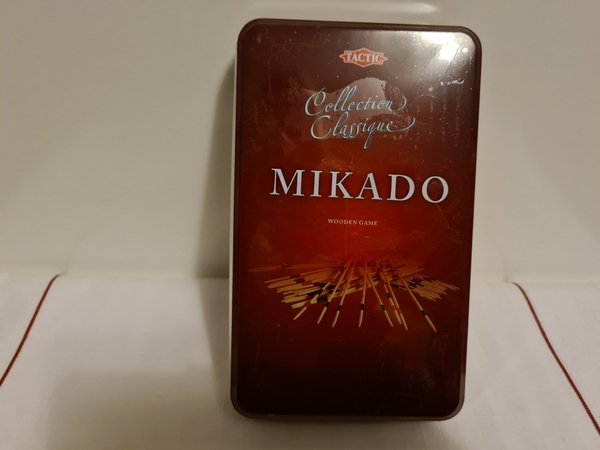 TACTIC
Collection
Classique
MIKADO
WOODEN GAME